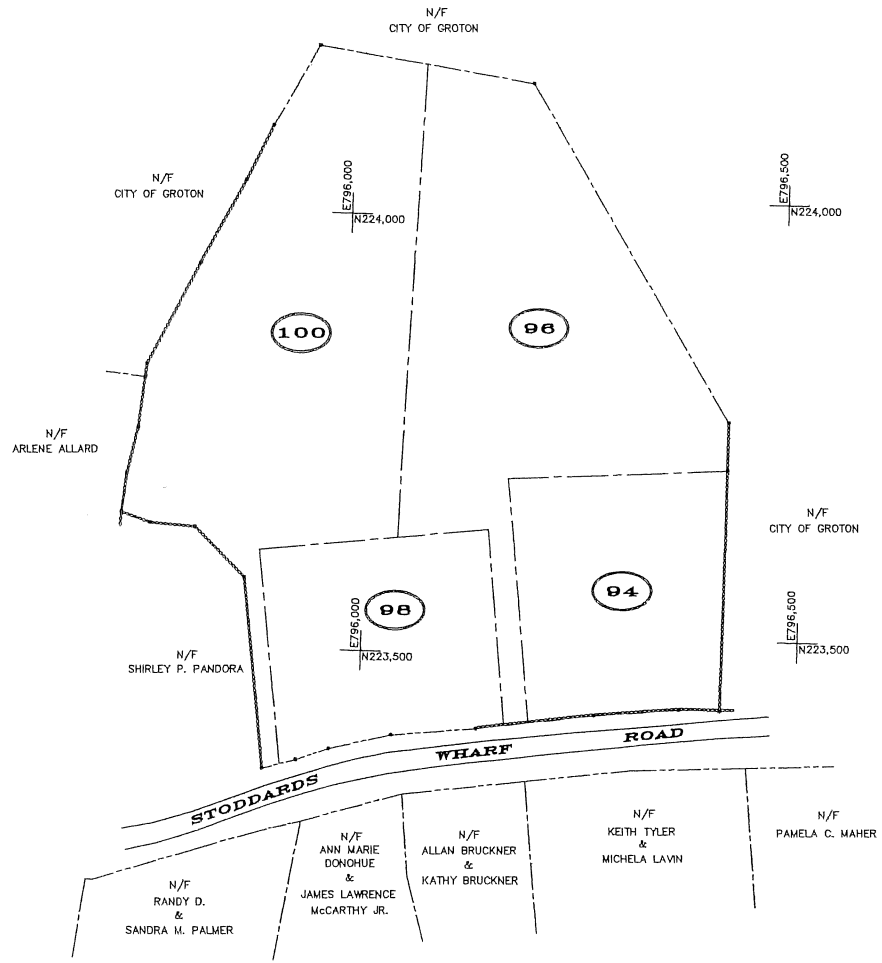 N/F
CITY OF GROTON
N/F
CITY OF GROTON
E796,000
N224,000
E796,500
N224,000
100
96
N/F
ARLENE ALLARD
N/F
CITY OF GROTON
94
98
E796,000
N223,500
E796,500
N223,500
N/F
SHIRLEY P. PANDORA
STODDARDS WHARF ROAD
N/F
RANDY D.
&
SANDRA M. PALMER
N/F
ANN MARIE
DONOHUE
&
JAMES LAWRENCE
McCARTHY JR.
N/F
ALLAN BRUCKNER
&
KATHY BRUCKNER
N/F
KEITH TYLER
&
MICHELA LAVIN
N/F
PAMELA C. MAHER